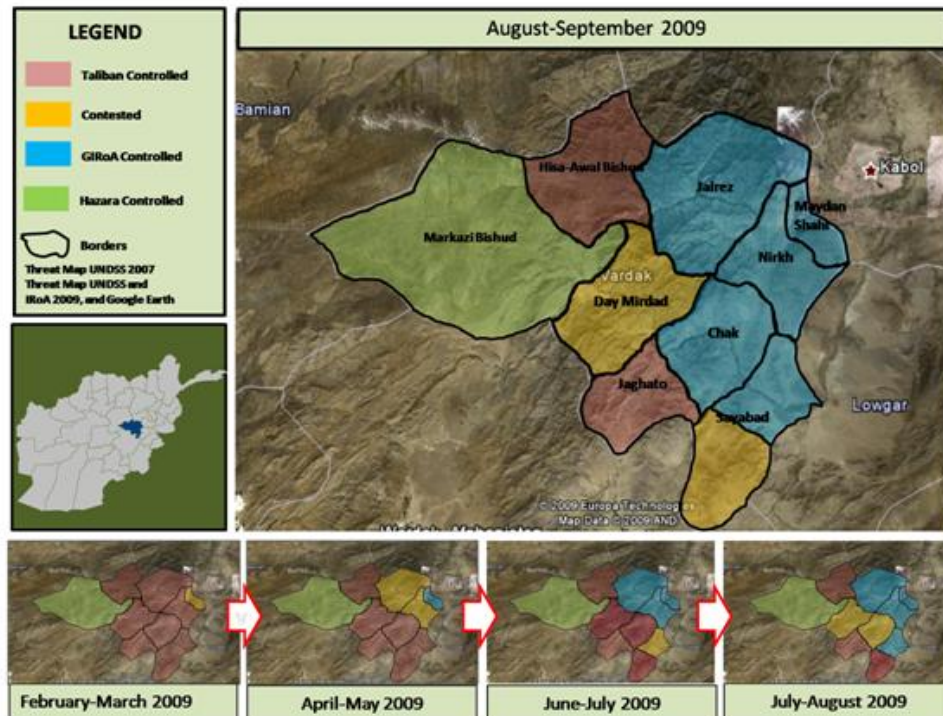 LEGEND
Taliban Controlled
Contested
GIRoA Controlled
Hazara Controlled
Borders
Threat Map UNDSS 2007
Threat Map UNDSS and
IRoA 2009, and Google Earth
August-September 2009
Bamian
Hisa-Awal Bishud
Jalrez
Kabol
Maydan
Shahr
Markazi Bishud
Nirkh
Vardak
Day Mirdad
Chak
Jaghato
Sayabad
Lowgar
© 2009 Europa Technologies
Map Data © 2009 AND
February-March 2009
April-May 2009
June-July 2009
July-August 2009